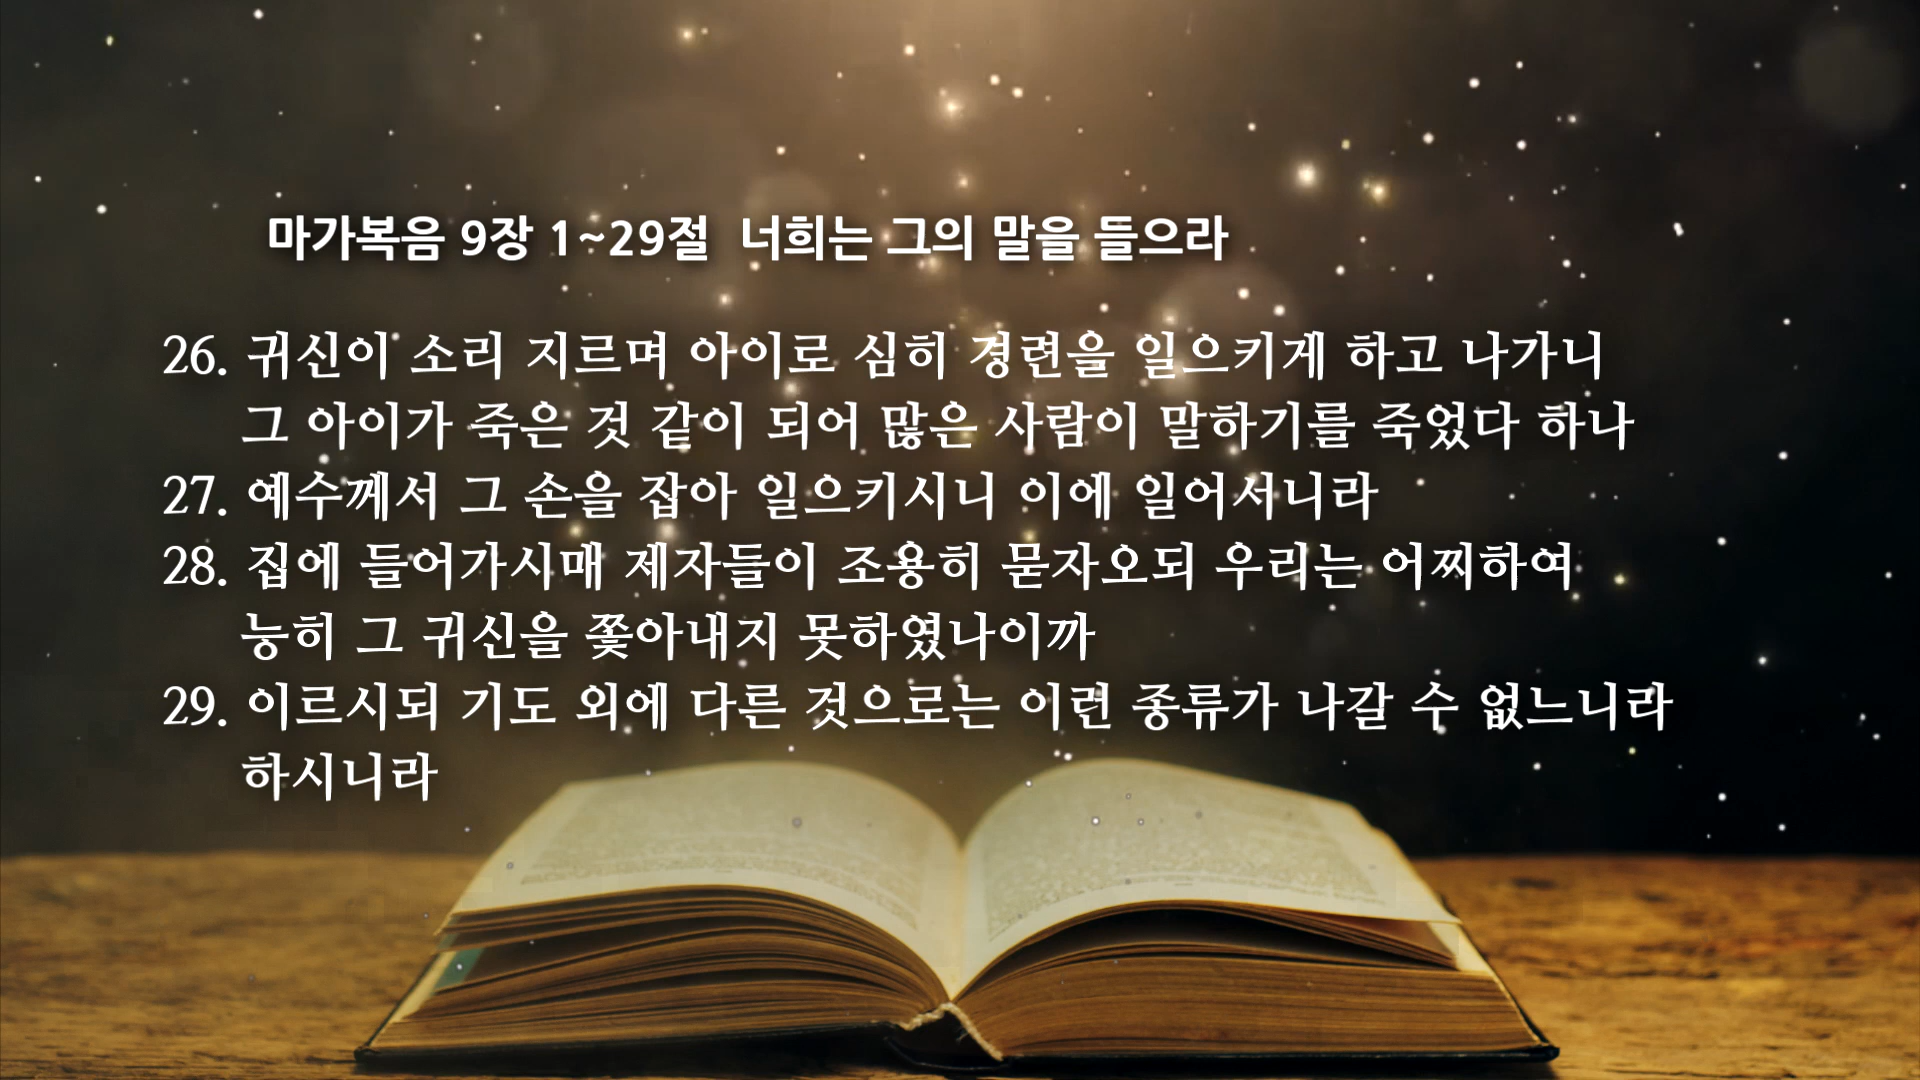 마가복음 9장 1~29절 너희는 그의 말을 들으라
26. 귀신이 소리 지르며 아이로 심히 경련을 일으키게 하고 나가니
그 아이가 죽은 것 같이 되어 많은 사람이 말하기를 죽었다 하나
27. 예수께서 그 손을 잡아 일으키시니 이에 일어서니라
28. 집에 들어가시매 제자들이 조용히 묻자오되 우리는 어찌하여
능히 그 귀신을 쫓아내지 못하였나이까
29. 이르시되 기도 외에 다른 것으로는 이런 종류가 나갈 수 없느니라
하시니라